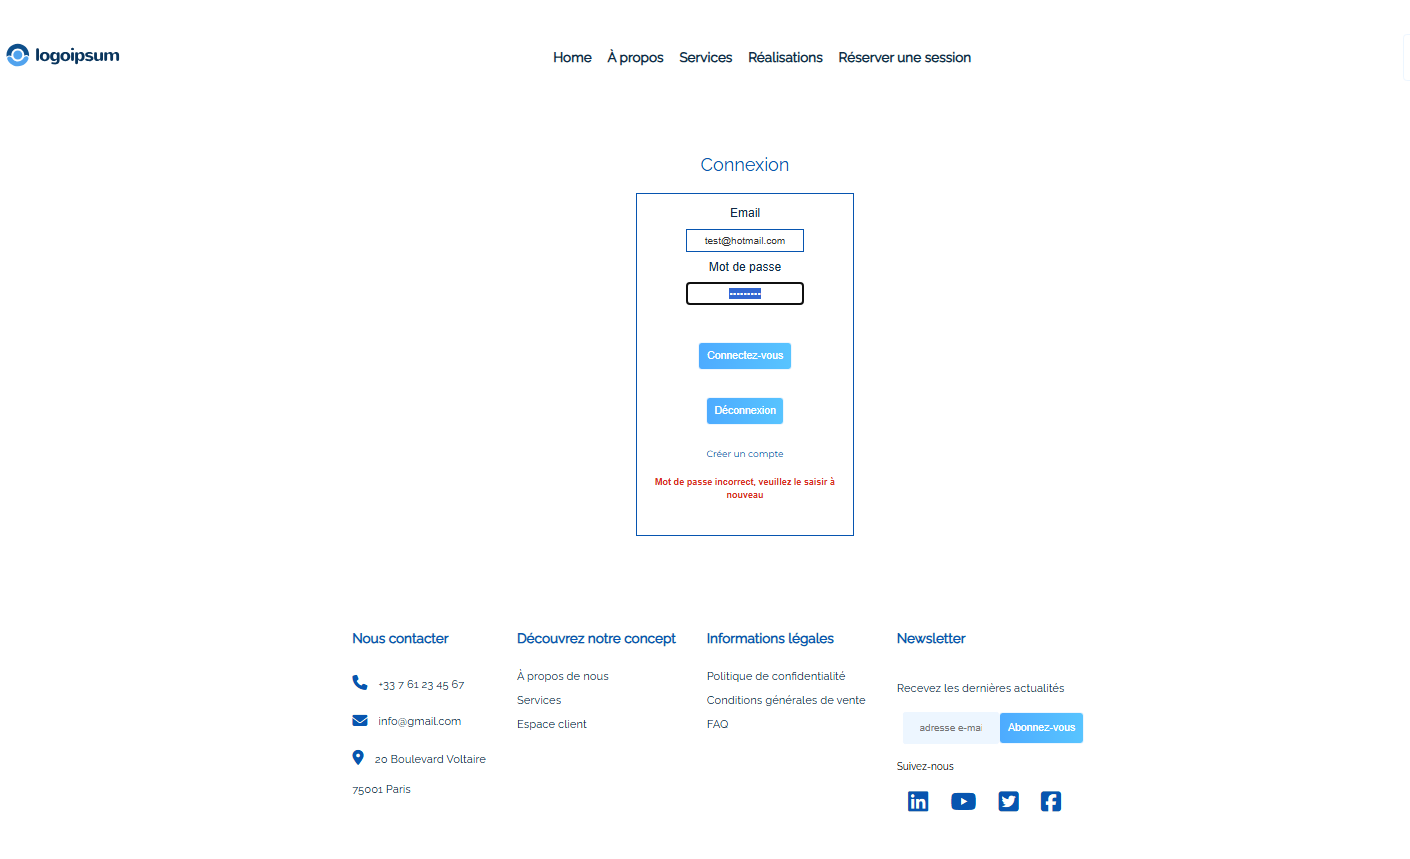 logoipsum
Home À propos Services Réalisations Réserver une session
Connexion
Email
test@hotmail.com
Mot de passe
Connectez-vous
Déconnexion
Créer un compte
Mot de passe incorrect, veuillez le saisir à
nouveau
Nous contacter
+33 7 61 23 45 67
info@gmail.com
20 Boulevard Voltaire
75001 Paris
Découvrez notre concept
À propos de nous
Services
Espace client
Informations légales
Politique de confidentialité
Conditions générales de vente
FAQ
Newsletter
Recevez les dernières actualités
adresse e-mai
Abonnez-vous
Suivez-nous